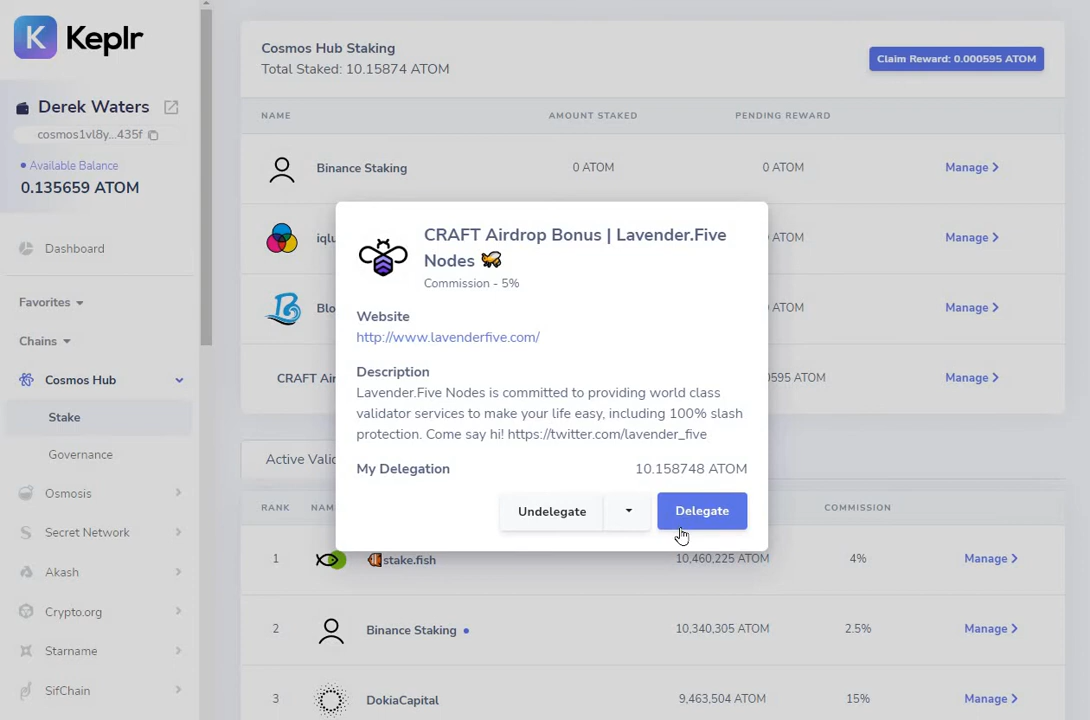 Keplr
Derek Waters
cosmos1vl8y...435f
Available Balance
0.135659 ATOM
Dashboard
Favorites
Chains
Cosmos Hub
Stake
Governance
Osmosis
Secret Network
Akash
Crypto.org
Starname
SifChain
Cosmos Hub Staking
Total Staked: 10.15874 ATOM
Claim Reward: 0.000595 ATOM
NAME AMOUNT STAKED PENDING REWARD
Binance Staking 0 ATOM 0 ATOM Manage >
iqlu ATOM Manage >
Blo ATOM Manage >
CRAFT Air 0595 ATOM Manage >
CRAFT Airdrop Bonus | Lavender.Five
Nodes 🐝
Commission - 5%
Website
http://www.lavenderfive.com/
Description
Lavender.Five Nodes is committed to providing world class
validator services to make your life easy, including 100% slash
protection. Come say hi! https://twitter.com/lavender_five
My Delegation 10.158748 ATOM
Undelegate Delegate
Active Valid
RANK NAM COMMISSION
1 stake.fish 10,460,225 ATOM 4% Manage >
2 Binance Staking 10,340,305 ATOM 2.5% Manage >
3 DokiaCapital 9,463,504 ATOM 15% Manage >